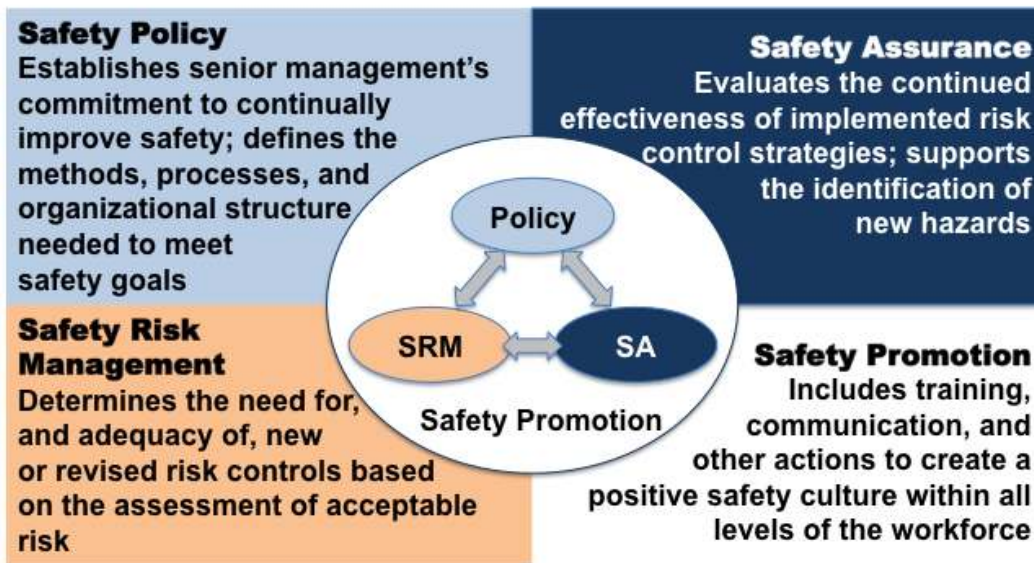 Safety Policy
Establishes senior management’s
commitment to continually
improve safety; defines the
methods, processes, and
organizational structure
needed to meet
safety goals
Safety Assurance
Evaluates the continued
effectiveness of implemented risk
control strategies; supports
the identification of
new hazards
Policy
SRM
SA
Safety Promotion
Safety Risk
Management
Determines the need for,
and adequacy of, new
or revised risk controls based
on the assessment of acceptable
risk
Safety Promotion
Includes training,
communication, and
other actions to create a
positive safety culture within all
levels of the workforce